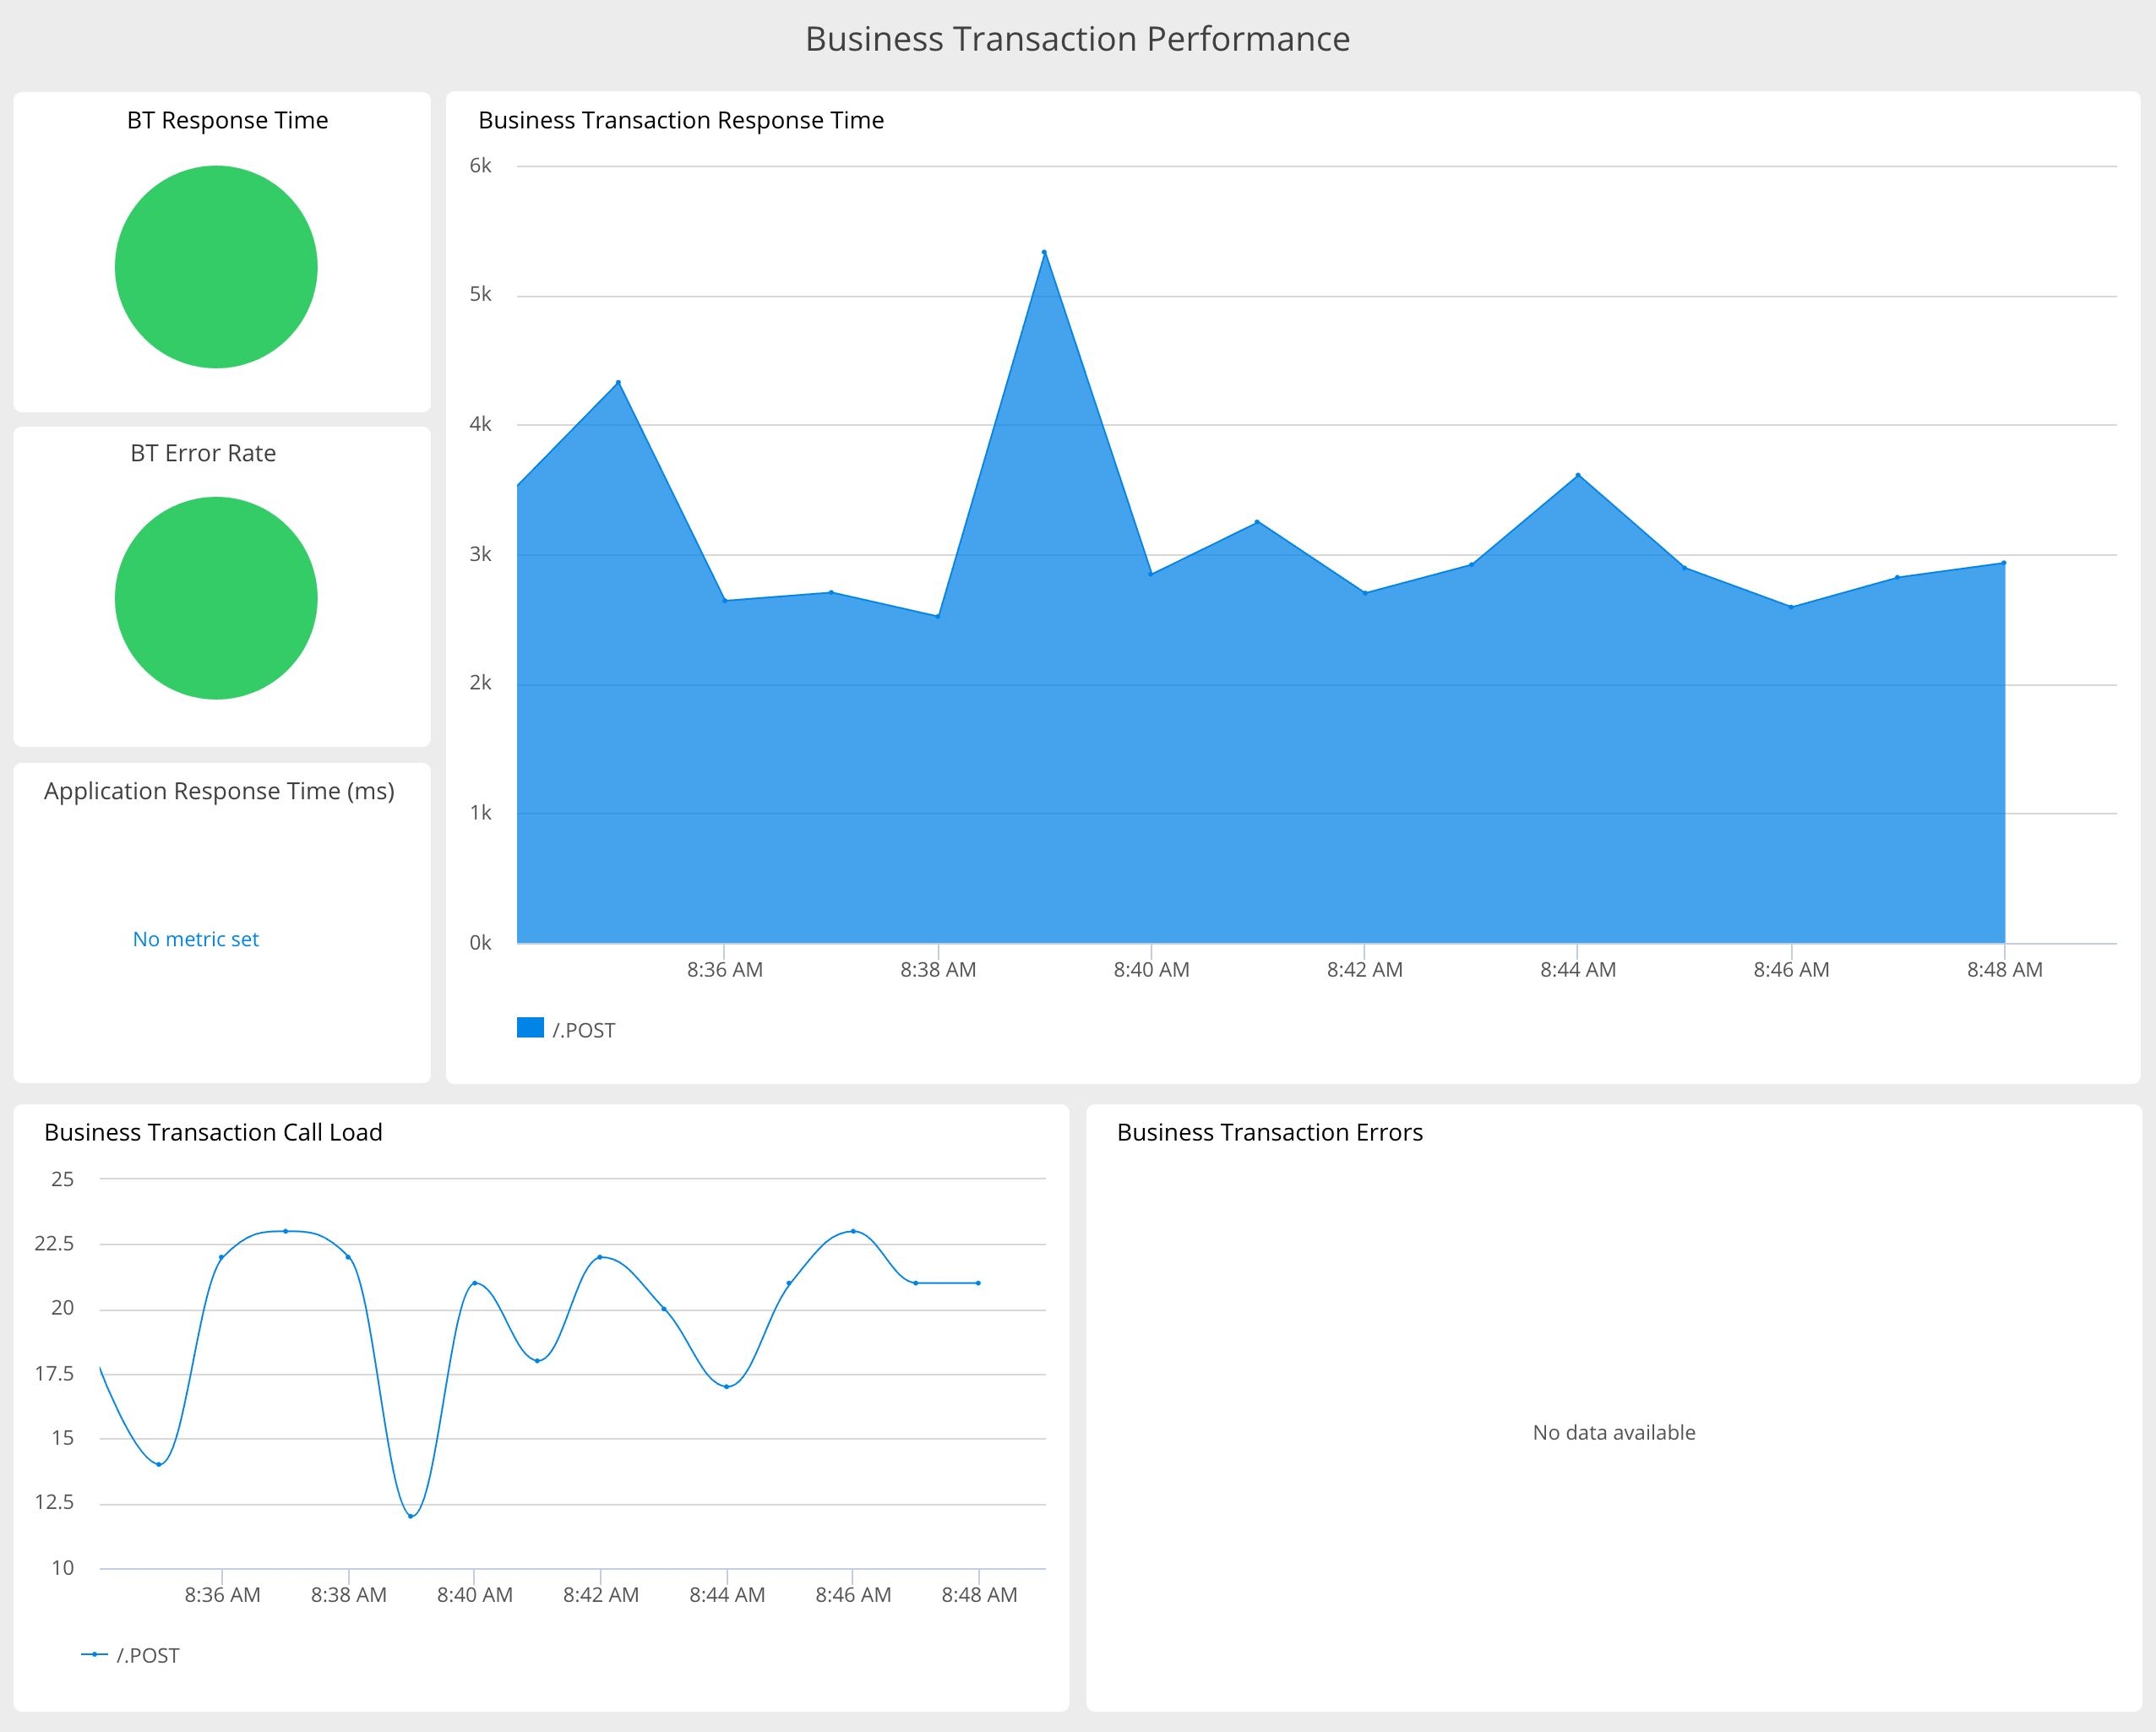 Business Transaction Performance
BT Response Time
BT Error Rate
Application Response Time (ms)
No metric set
Business Transaction Response Time
6k
5k
4k
3k
2k
1k
0k
8:36 AM 8:38 AM 8:40 AM 8:42 AM 8:44 AM 8:46 AM 8:48 AM
/.POST
Business Transaction Call Load
25
22.5
20
17.5
15
12.5
10
8:36 AM 8:38 AM 8:40 AM 8:42 AM 8:44 AM 8:46 AM 8:48 AM
/.POST
Business Transaction Errors
No data available